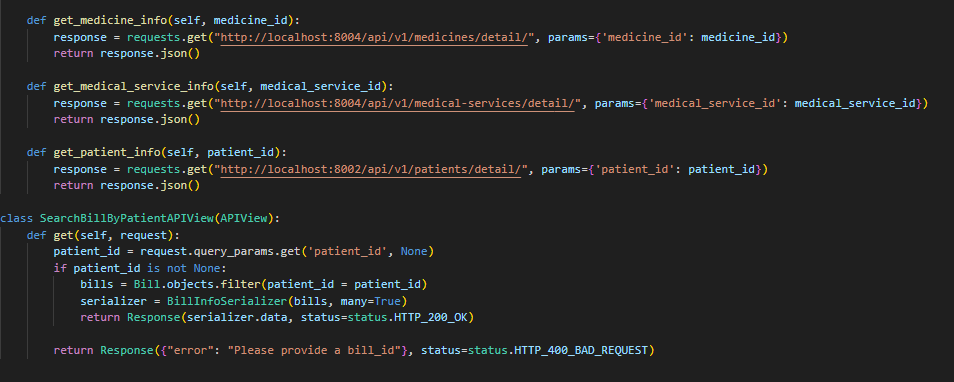 def get_medicine_info(self, medicine_id):
response = requests.get("http://localhost:8004/api/v1/medicines/detail/", params={'medicine_id': medicine_id})
return response.json()
def get_medical_service_info(self, medical_service_id):
response = requests.get("http://localhost:8004/api/v1/medical-services/detail/", params={'medical_service_id': medical_service_id})
return response.json()
def get_patient_info(self, patient_id):
response = requests.get("http://localhost:8002/api/v1/patients/detail/", params={'patient_id': patient_id})
return response.json()
class SearchBillByPatientAPIView(APIView):
def get(self, request):
patient_id = request.query_params.get('patient_id', None)
if patient_id is not None:
bills = Bill.objects.filter(patient_id = patient_id)
serializer = BillInfoSerializer(bills, many=True)
return Response(serializer.data, status=status.HTTP_200_OK)
return Response({"error": "Please provide a bill_id"}, status=status.HTTP_400_BAD_REQUEST)